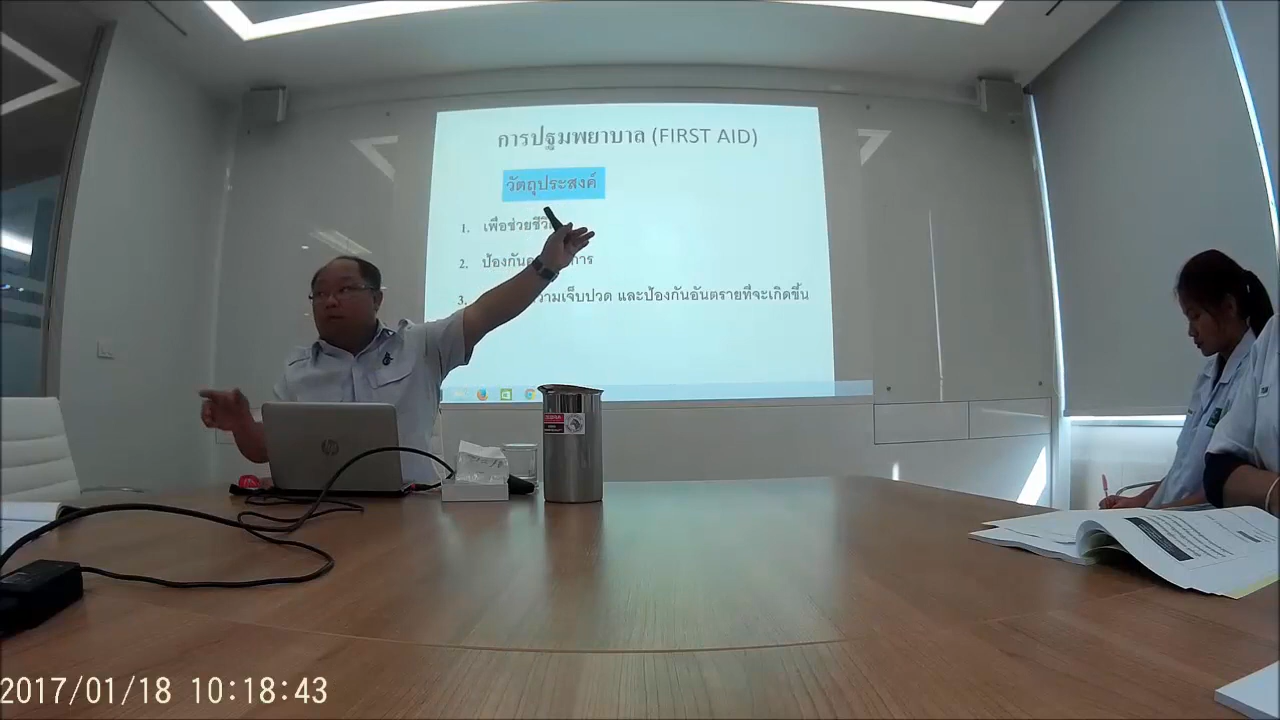 การปฐมพยาบาล (FIRST AID)
วัตถุประสงค์
1. เพื่อช่วยชีวิ
2. ป้องกัน การ
3. วามเจ็บปวด และป้องกันอันตรายที่จะเกิดขึ้น
hp
2017/01/18 10:18:43